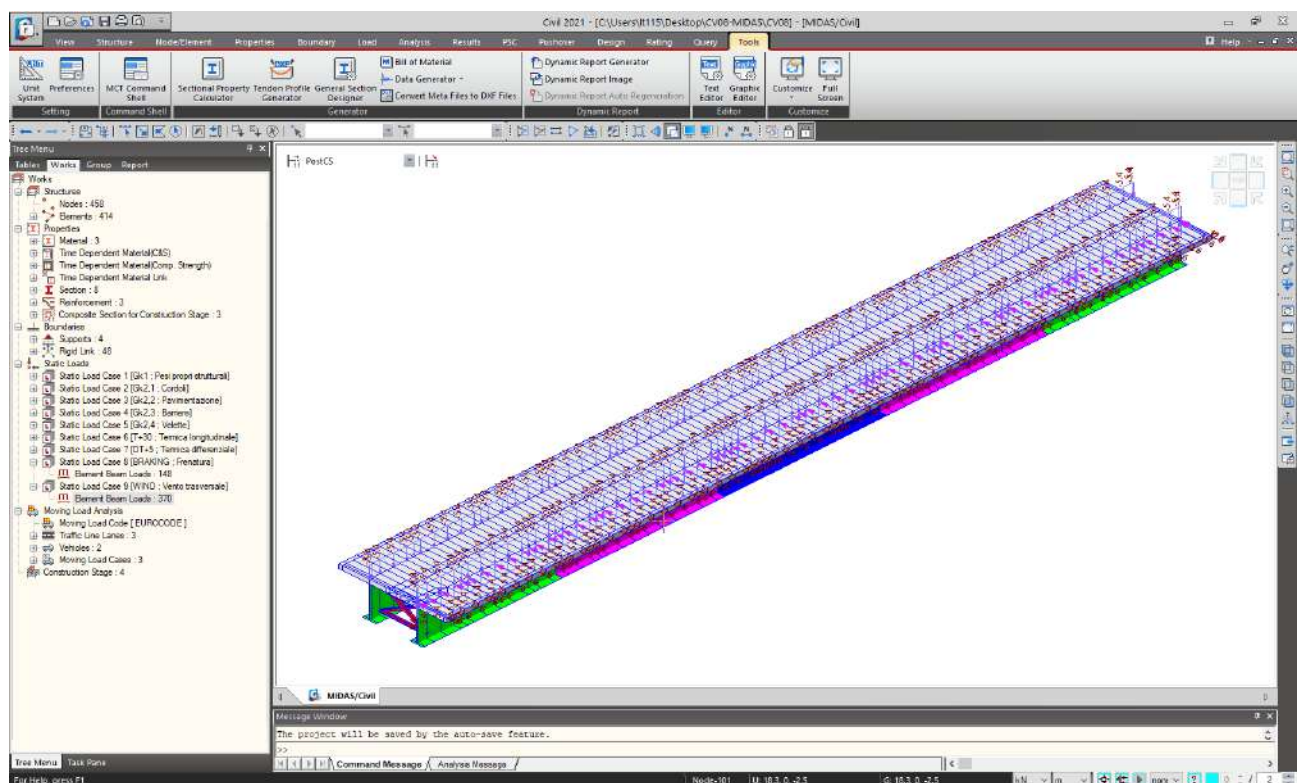 Civil 2021 - [C:\Users\lt115\Desktop\CV08-MIDAS\CV08] - [MIDAS/Civil]
View Structure Node/Element Properties Boundary Load Analysis Results PSC Pushover Design Rating Query Tools Help
Unit System
Preferences
MCT Command Shell
Sectional Property Calculator
Tendon Profile Generator
General Section Designer
Bill of Material
Data Generator
Convert Meta Files to DXF Files
Dynamic Report Generator
Dynamic Report Image
Dynamic Report Auto Regeneration
Text Editor
Graphic Editor
Customize
Full Screen
Setting Command Shell Generator Dynamic Report Editor Customize
Tree Menu
Tables Works Group Report
PostCS
Works
Structures
Nodes : 458
Elements : 414
Properties
Material : 3
Time Dependent Material(C&S)
Time Dependent Material(Comp. Strength)
Time Dependent Material Link
Section : 8
Reinforcement : 3
Composite Section for Construction Stage : 3
Boundaries
Supports : 4
Rigid Link : 48
Static Loads
Static Load Case 1 [Gk1 ; Pesi propri strutturali]
Static Load Case 2 [Gk2,1 ; Cordoli]
Static Load Case 3 [Gk2,2 ; Pavimentazione]
Static Load Case 4 [Gk2,3 ; Barriere]
Static Load Case 5 [Gk2,4 ; Velette]
Static Load Case 6 [T+30 ; Termica longitudinale]
Static Load Case 7 [DT+5 ; Termica differenziale]
Static Load Case 8 [BRAKING ; Frenatura]
Element Beam Loads : 148
Static Load Case 9 [WIND ; Vento trasversale]
Element Beam Loads : 370
Moving Load Analysis
Moving Load Code [ EUROCODE ]
Traffic Line Lanes : 3
Vehicles : 2
Moving Load Cases : 3
Construction Stage : 4
MIDAS/Civil
Message Window
The project will be saved by the auto-save feature.
>>
Command Message Analysis Message
Tree Menu Task Pane
For Help, press F1
Node-101 U: 18.3, 0, -2.5 G: 18.3, 0, -2.5 kN m 2